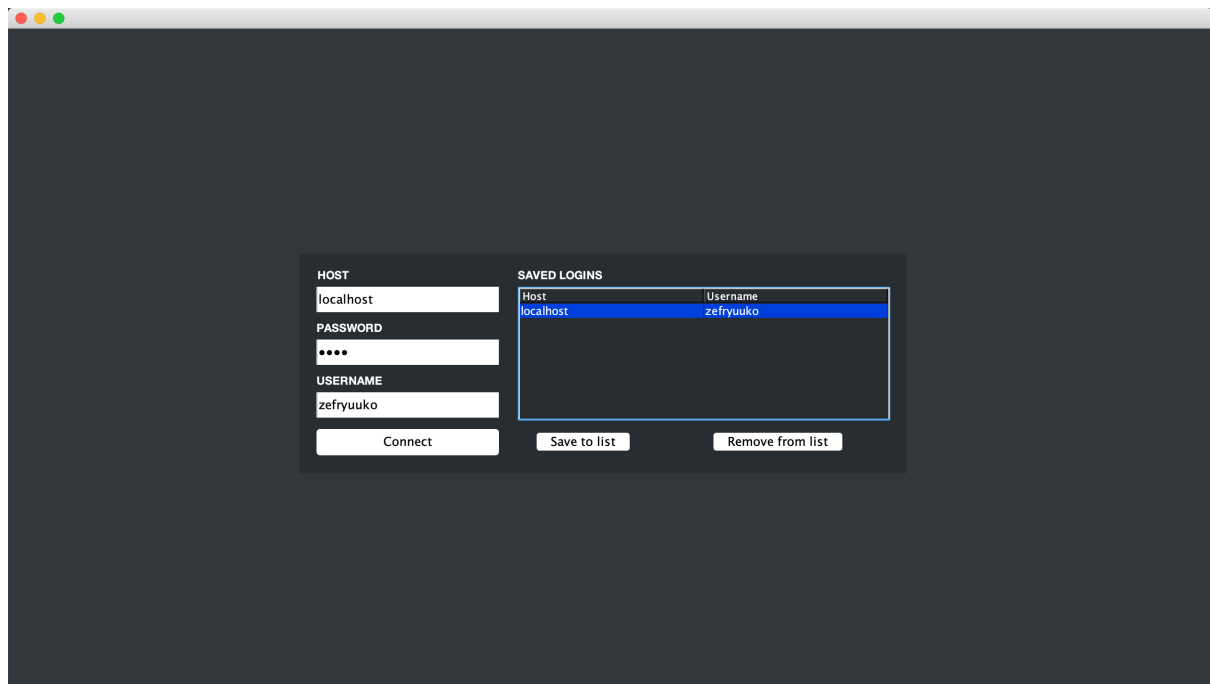 HOST
localhost
PASSWORD
••••
USERNAME
zefryuuko
Connect
SAVED LOGINS
Host Username
localhost zefryuuko
Save to list Remove from list